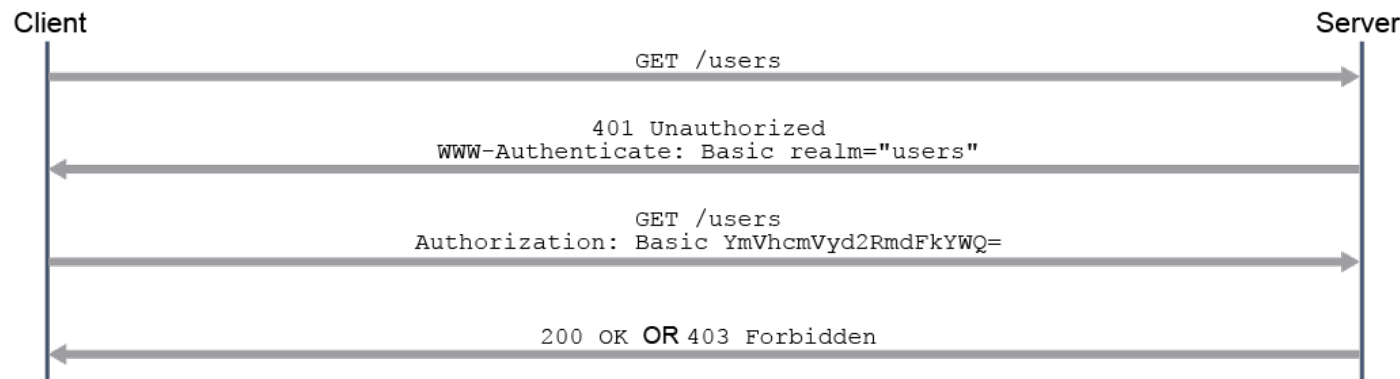 Client
Server
GET /users
401 Unauthorized
WWW-Authenticate: Basic realm="users"
GET /users
Authorization: Basic YmVhcmVyd2RmdFkYWQ=
200 OK OR 403 Forbidden